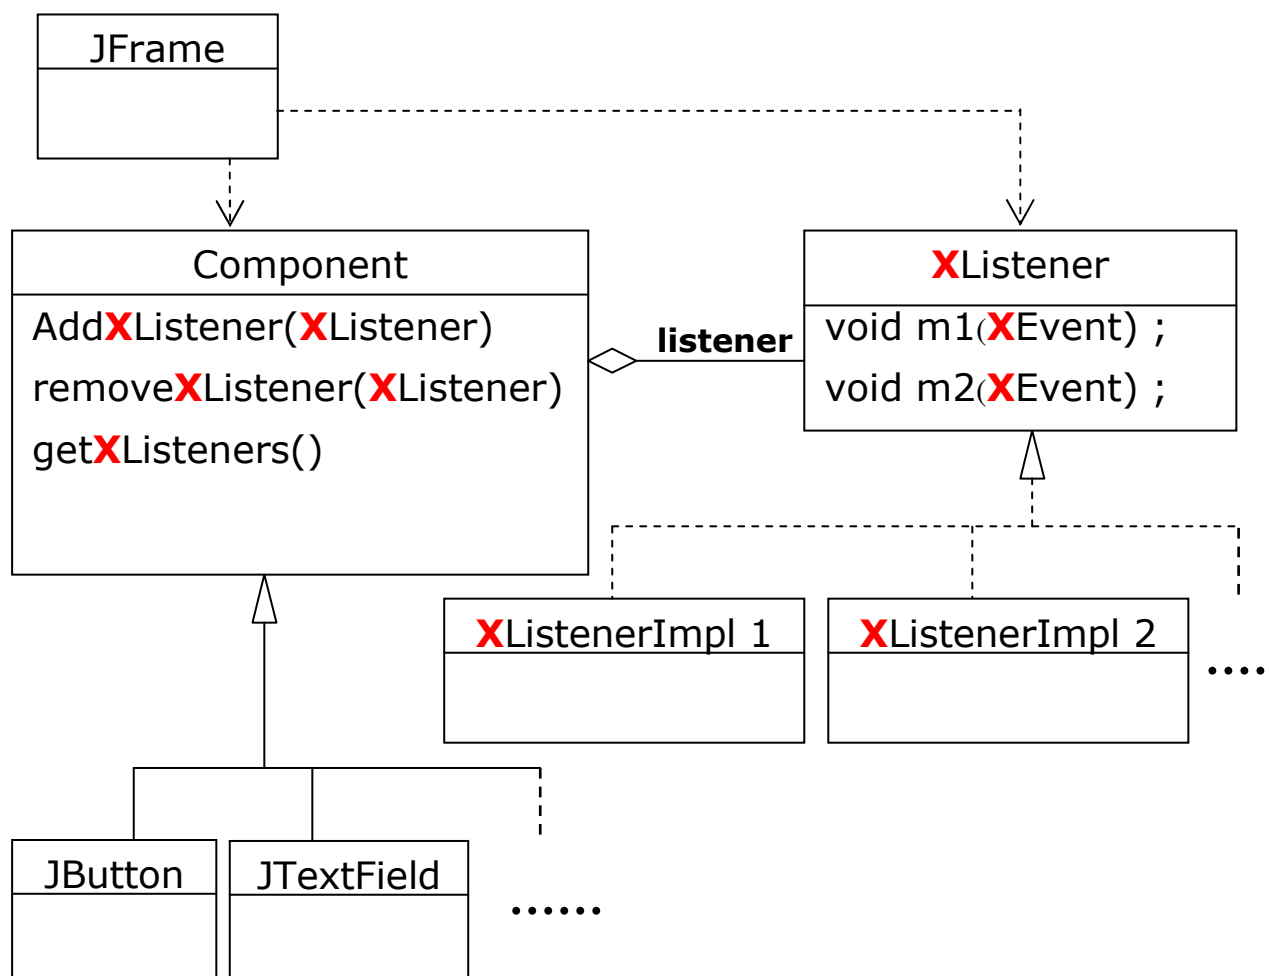 JFrame
Component
AddXListener(XListener)
removeXListener(XListener)
getXListeners()
listener
XListener
void m1(XEvent) ;
void m2(XEvent) ;
XListenerImpl 1
XListenerImpl 2
....
JButton
JTextField
......